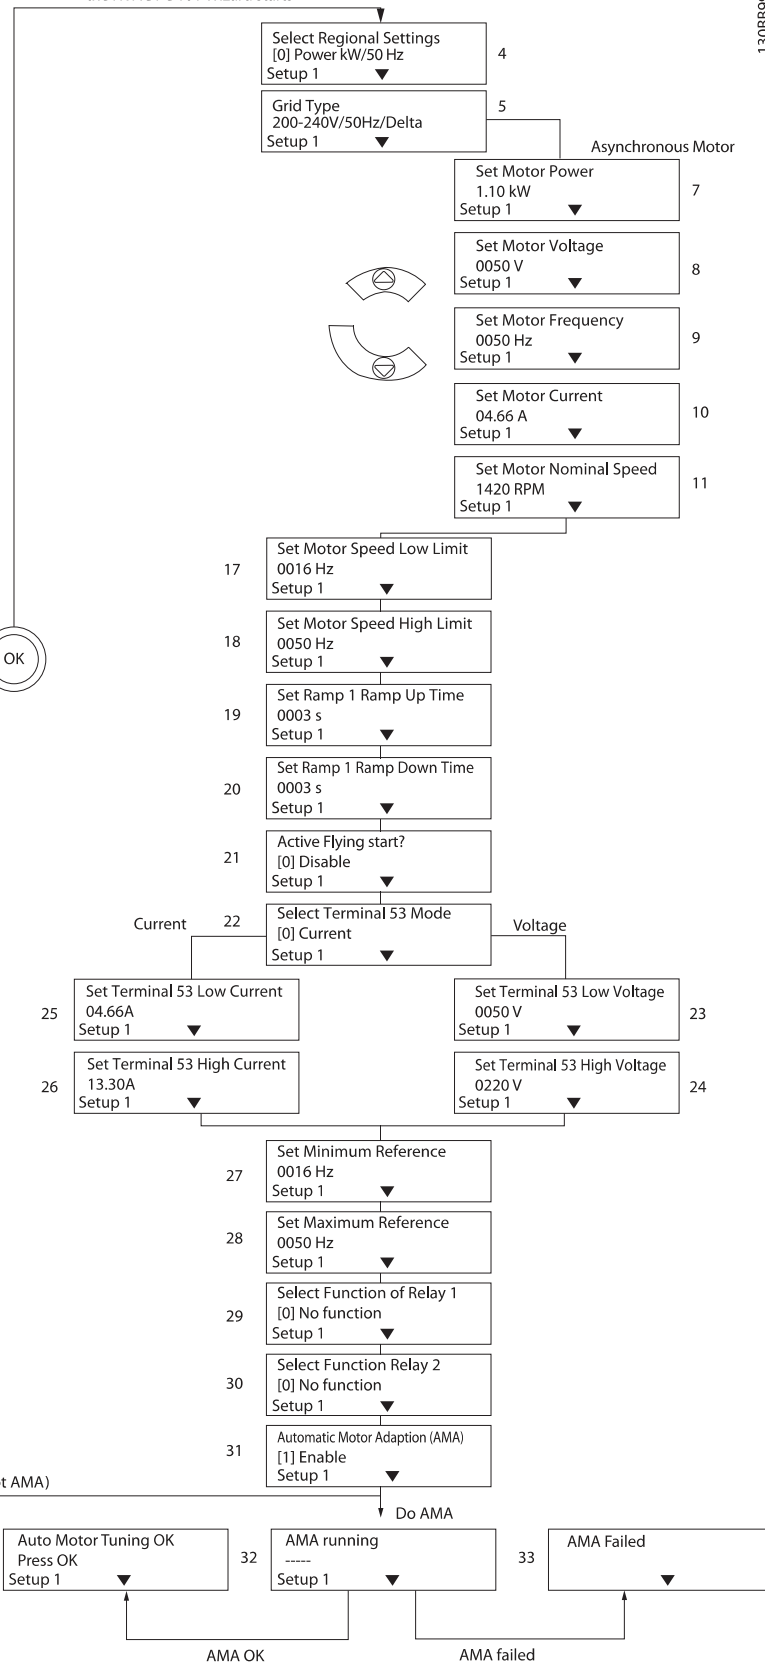 Select Regional Settings
[0] Power kW/50 Hz
Setup 1
4
Grid Type
200-240V/50Hz/Delta
Setup 1
5
Asynchronous Motor
Set Motor Power
1.10 kW
Setup 1
7
Set Motor Voltage
0050 V
Setup 1
8
Set Motor Frequency
0050 Hz
Setup 1
9
Set Motor Current
04.66 A
Setup 1
10
Set Motor Nominal Speed
1420 RPM
Setup 1
11
17
Set Motor Speed Low Limit
0016 Hz
Setup 1
18
Set Motor Speed High Limit
0050 Hz
Setup 1
OK
19
Set Ramp 1 Ramp Up Time
0003 s
Setup 1
20
Set Ramp 1 Ramp Down Time
0003 s
Setup 1
21
Active Flying start?
[0] Disable
Setup 1
Current
22
Select Terminal 53 Mode
[0] Current
Setup 1
Voltage
25
Set Terminal 53 Low Current
04.66A
Setup 1
Set Terminal 53 Low Voltage
0050 V
Setup 1
23
26
Set Terminal 53 High Current
13.30A
Setup 1
Set Terminal 53 High Voltage
0220 V
Setup 1
24
27
Set Minimum Reference
0016 Hz
Setup 1
28
Set Maximum Reference
0050 Hz
Setup 1
29
Select Function of Relay 1
[0] No function
Setup 1
30
Select Function Relay 2
[0] No function
Setup 1
31
Automatic Motor Adaption (AMA)
[1] Enable
Setup 1
t AMA)
Do AMA
Auto Motor Tuning OK
Press OK
Setup 1
32
AMA running
-----
Setup 1
33
AMA Failed
AMA OK
AMA failed